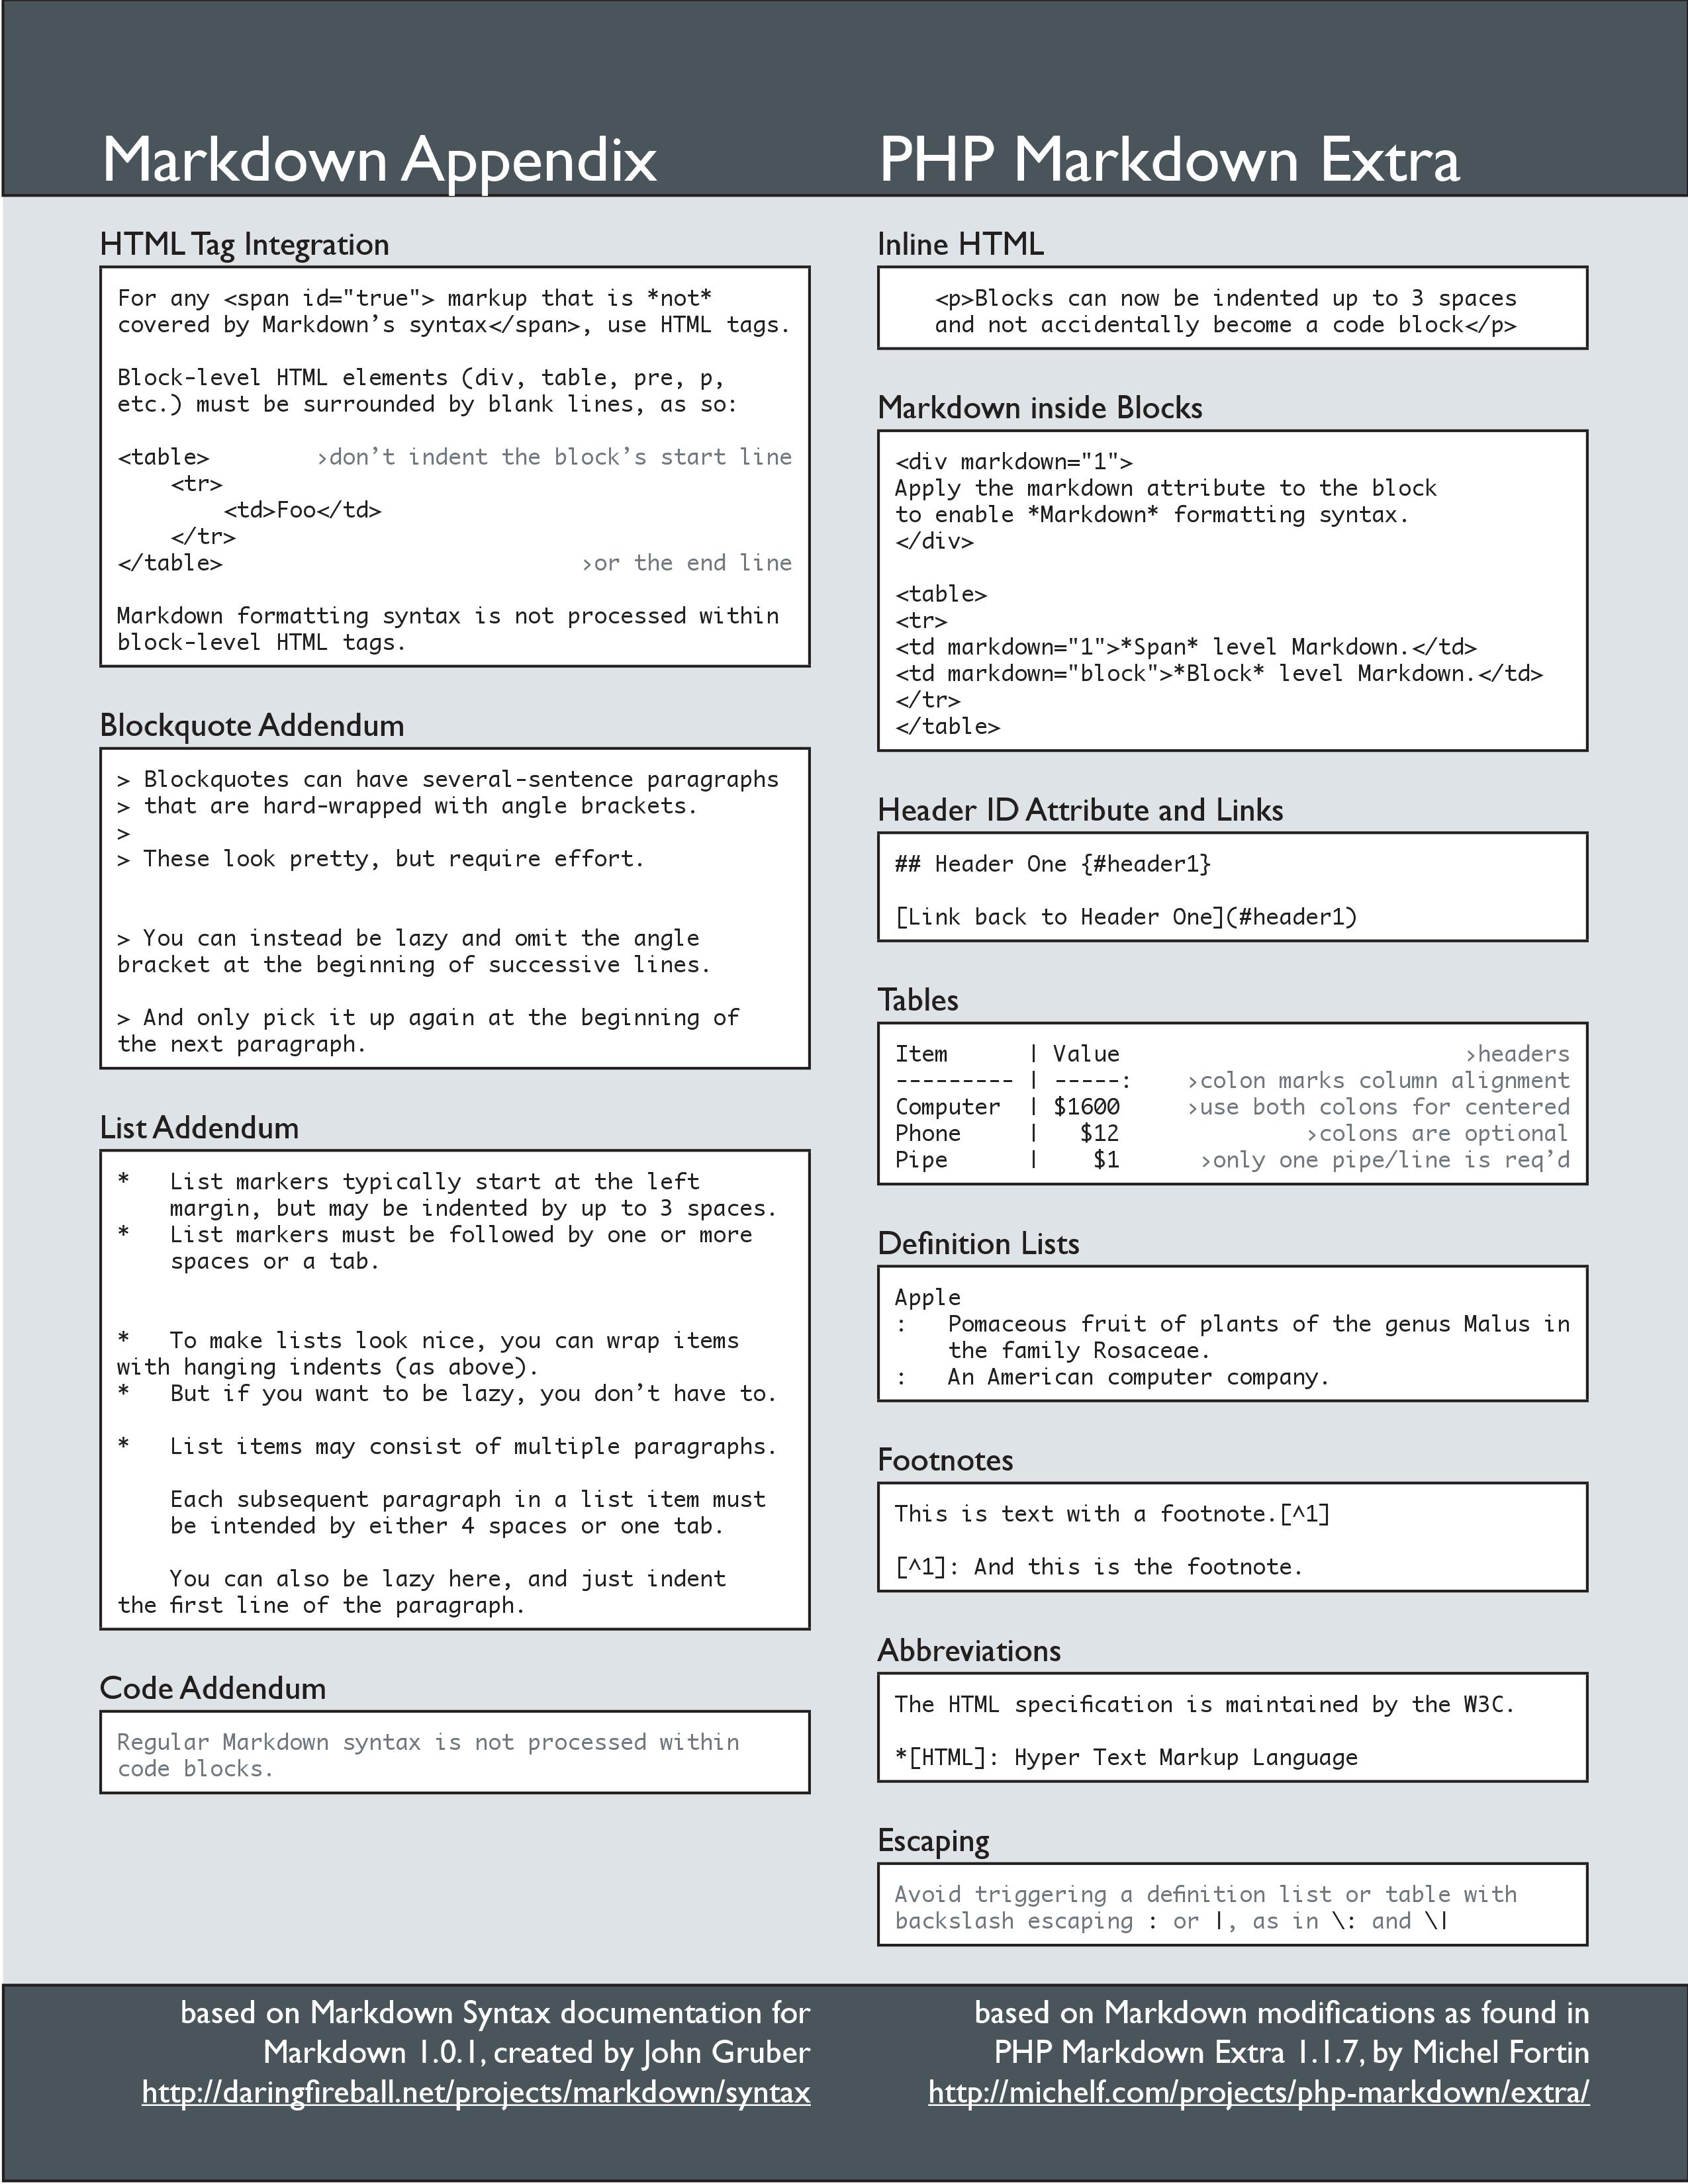 Markdown Appendix
HTML Tag Integration
For any <span id="true"> markup that is *not*
covered by Markdown’s syntax</span>, use HTML tags.

Block-level HTML elements (div, table, pre, p,
etc.) must be surrounded by blank lines, as so:

<table>        ›don’t indent the block’s start line
    <tr>
        <td>Foo</td>
    </tr>
</table>                           ›or the end line

Markdown formatting syntax is not processed within
block-level HTML tags.
Blockquote Addendum
> Blockquotes can have several-sentence paragraphs
> that are hard-wrapped with angle brackets.
>
> These look pretty, but require effort.

> You can instead be lazy and omit the angle
bracket at the beginning of successive lines.

> And only pick it up again at the beginning of
the next paragraph.
List Addendum
*   List markers typically start at the left
    margin, but may be indented by up to 3 spaces.
*   List markers must be followed by one or more
    spaces or a tab.

*   To make lists look nice, you can wrap items
with hanging indents (as above).
*   But if you want to be lazy, you don’t have to.

*   List items may consist of multiple paragraphs.

    Each subsequent paragraph in a list item must
    be intended by either 4 spaces or one tab.

    You can also be lazy here, and just indent
the first line of the paragraph.
Code Addendum
Regular Markdown syntax is not processed within
code blocks.
based on Markdown Syntax documentation for
Markdown 1.0.1, created by John Gruber
http://daringfireball.net/projects/markdown/syntax
PHP Markdown Extra
Inline HTML
   <p>Blocks can now be indented up to 3 spaces
   and not accidentally become a code block</p>
Markdown inside Blocks
<div markdown="1">
Apply the markdown attribute to the block
to enable *Markdown* formatting syntax.
</div>

<table>
<tr>
<td markdown="1">*Span* level Markdown.</td>
<td markdown="block">*Block* level Markdown.</td>
</tr>
</table>
Header ID Attribute and Links
## Header One {#header1}

[Link back to Header One](#header1)
Tables
Item      | Value                          ›headers
--------- | -----:    ›colon marks column alignment
Computer  | $1600     ›use both colons for centered
Phone     |   $12              ›colons are optional
Pipe      |    $1      ›only one pipe/line is req’d
Definition Lists
Apple
:   Pomaceous fruit of plants of the genus Malus in
    the family Rosaceae.
:   An American computer company.
Footnotes
This is text with a footnote.[^1]

[^1]: And this is the footnote.
Abbreviations
The HTML specification is maintained by the W3C.

*[HTML]: Hyper Text Markup Language
Escaping
Avoid triggering a definition list or table with
backslash escaping : or |, as in \: and \|
based on Markdown modifications as found in
PHP Markdown Extra 1.1.7, by Michel Fortin
http://michelf.com/projects/php-markdown/extra/